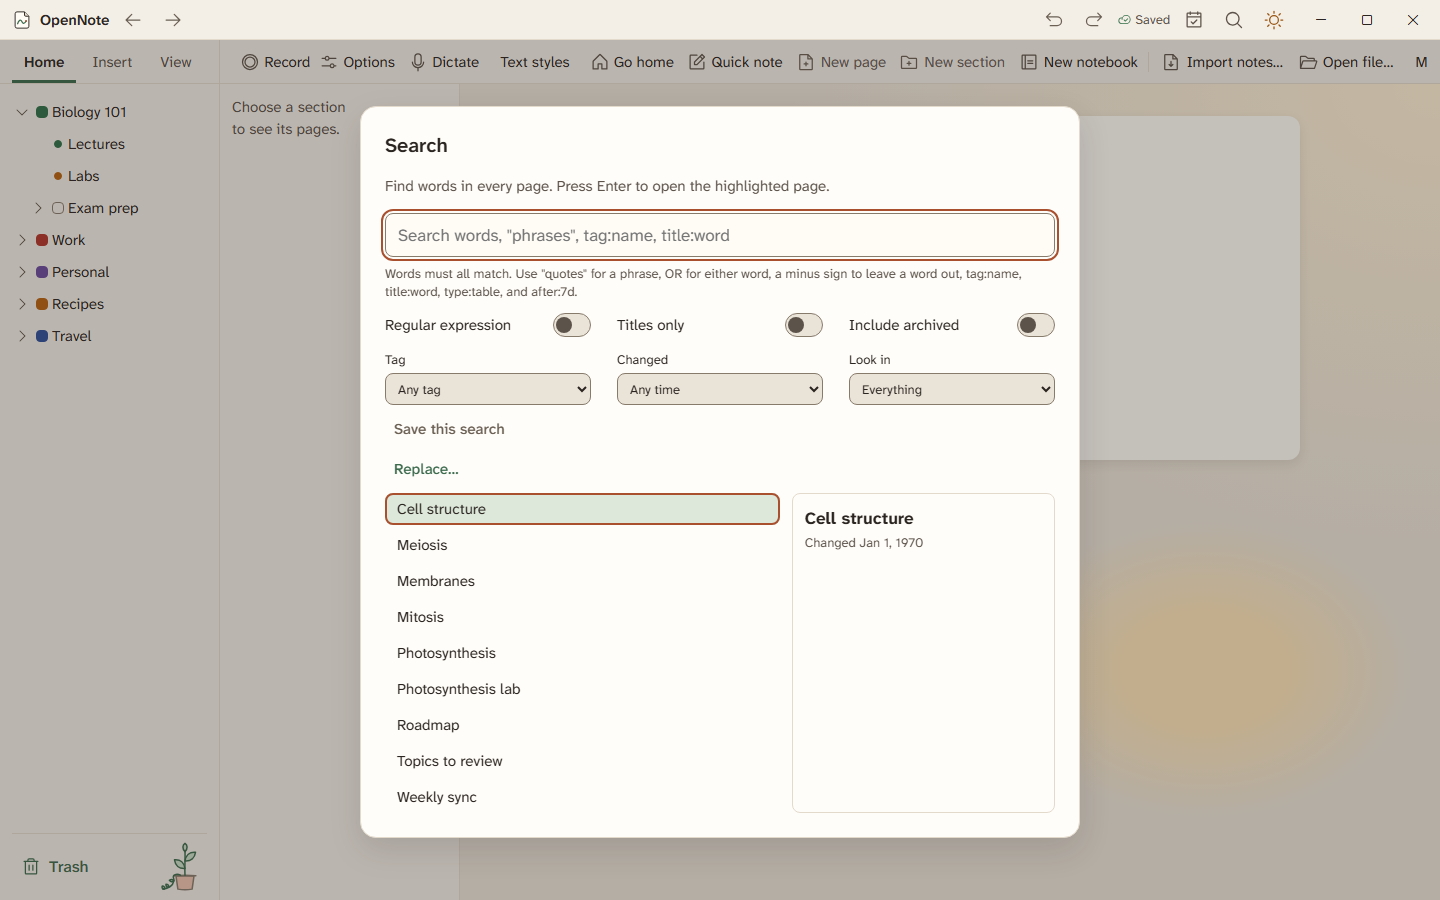 OpenNote
Saved
Home Insert View
Record Options Dictate Text styles Go home Quick note New page New section New notebook Import notes... Open file... M
Biology 101
Lectures
Labs
Exam prep
Work
Personal
Recipes
Travel
Trash
Choose a section
to see its pages.
Search
Find words in every page. Press Enter to open the highlighted page.
Search words, "phrases", tag:name, title:word
Words must all match. Use "quotes" for a phrase, OR for either word, a minus sign to leave a word out, tag:name,
title:word, type:table, and after:7d.
Regular expression Titles only Include archived
Tag Changed Look in
Any tag Any time Everything
Save this search
Replace...
Cell structure
Meiosis
Membranes
Mitosis
Photosynthesis
Photosynthesis lab
Roadmap
Topics to review
Weekly sync
Cell structure
Changed Jan 1, 1970